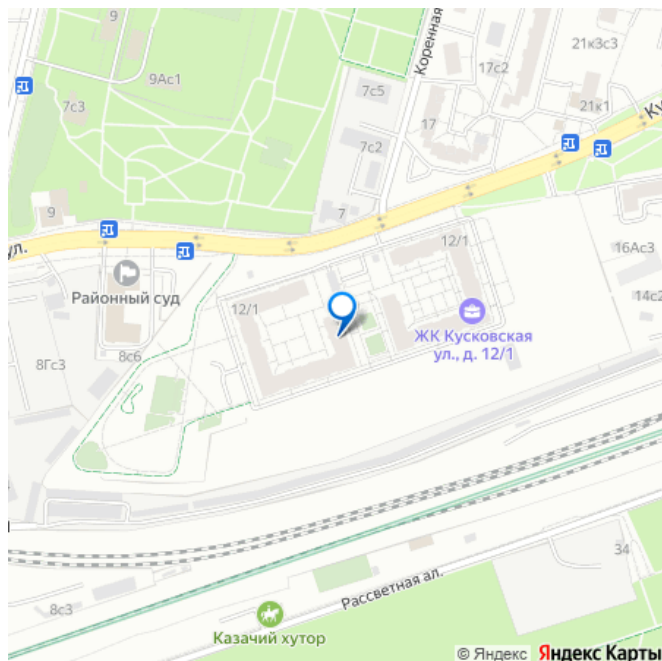 9
9Ас1
7с3
7с5
Коренная
17с2
21к3с3
21к1
Ку
7с2
17
9
7
ул.
12/1
16Ас3
Районный суд
12/1
14с2
ЖК Кусковская
ул., д. 12/1
8Гс3
8с6
34
Рассветная ал.
8с3
Казачий хутор
© Яндекс Яндекс Карты